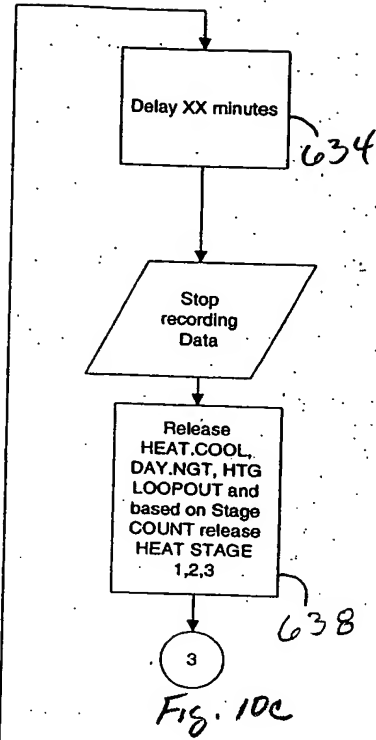 Delay XX minutes
634
Stop
recording
Data
Release
HEAT.COOL,
DAY.NGT, HTG
LOOPOUT and
based on Stage
COUNT release
HEAT STAGE
1,2,3
638
3
Fig. 10c